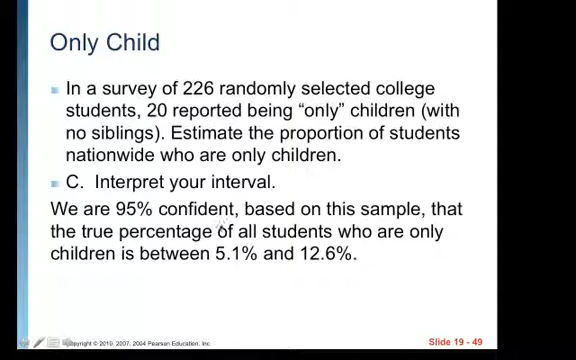 Only Child
In a survey of 226 randomly selected college
students, 20 reported being “only” children (with
no siblings). Estimate the proportion of students
nationwide who are only children.
C. Interpret your interval.
We are 95% confident, based on this sample, that
the true percentage of all students who are only
children is between 5.1% and 12.6%.
Copyright © 2010, 2007, 2004 Pearson Education, Inc.
Slide 19 - 49